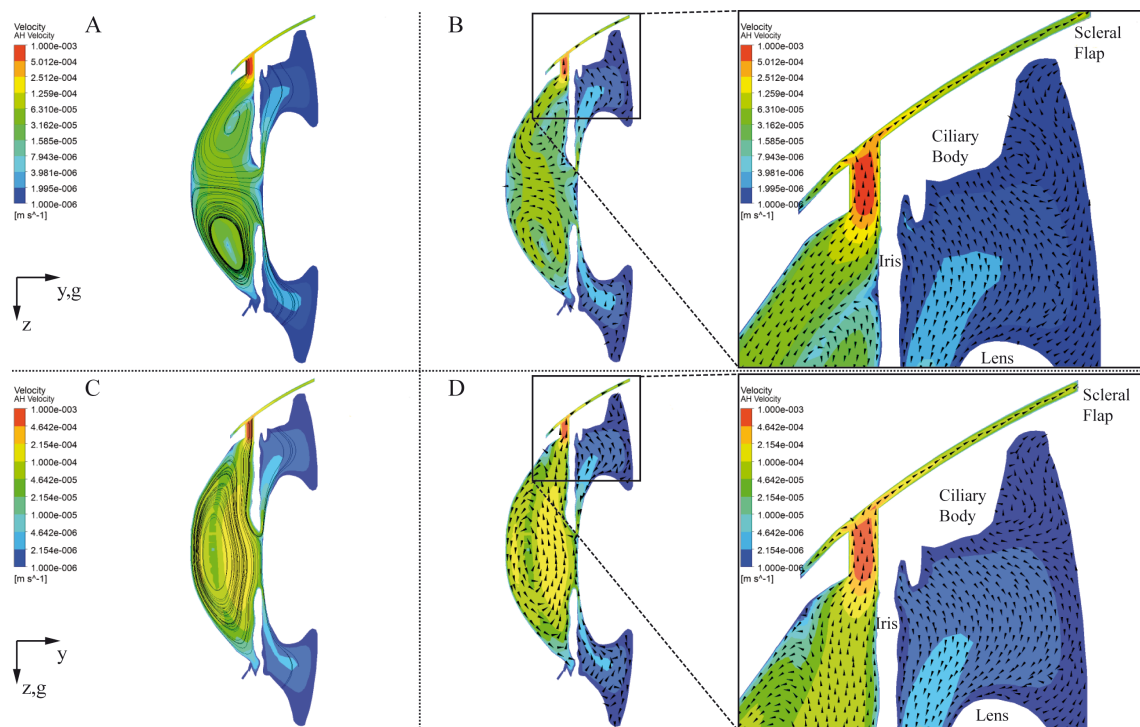 A
Velocity
AH Velocity
1.000e-003
5.012e-004
2.512e-004
1.259e-004
6.310e-005
3.162e-005
1.585e-005
7.943e-006
3.981e-006
1.995e-006
1.000e-006
[m s^-1]
y,g
z
B
Velocity
AH Velocity
1.000e-003
5.012e-004
2.512e-004
1.259e-004
6.310e-005
3.162e-005
1.585e-005
7.943e-006
3.981e-006
1.995e-006
1.000e-006
[m s^-1]
Scleral
Flap
Ciliary
Body
Iris
Lens
C
Velocity
AH Velocity
1.000e-003
4.642e-004
2.154e-004
1.000e-004
4.642e-005
2.154e-005
1.000e-005
4.642e-006
2.154e-006
1.000e-006
[m s^-1]
y
z,g
D
Velocity
AH Velocity
1.000e-003
4.642e-004
2.154e-004
1.000e-004
4.642e-005
2.154e-005
1.000e-005
4.642e-006
2.154e-006
1.000e-006
[m s^-1]
Scleral
Flap
Ciliary
Body
Iris
Lens